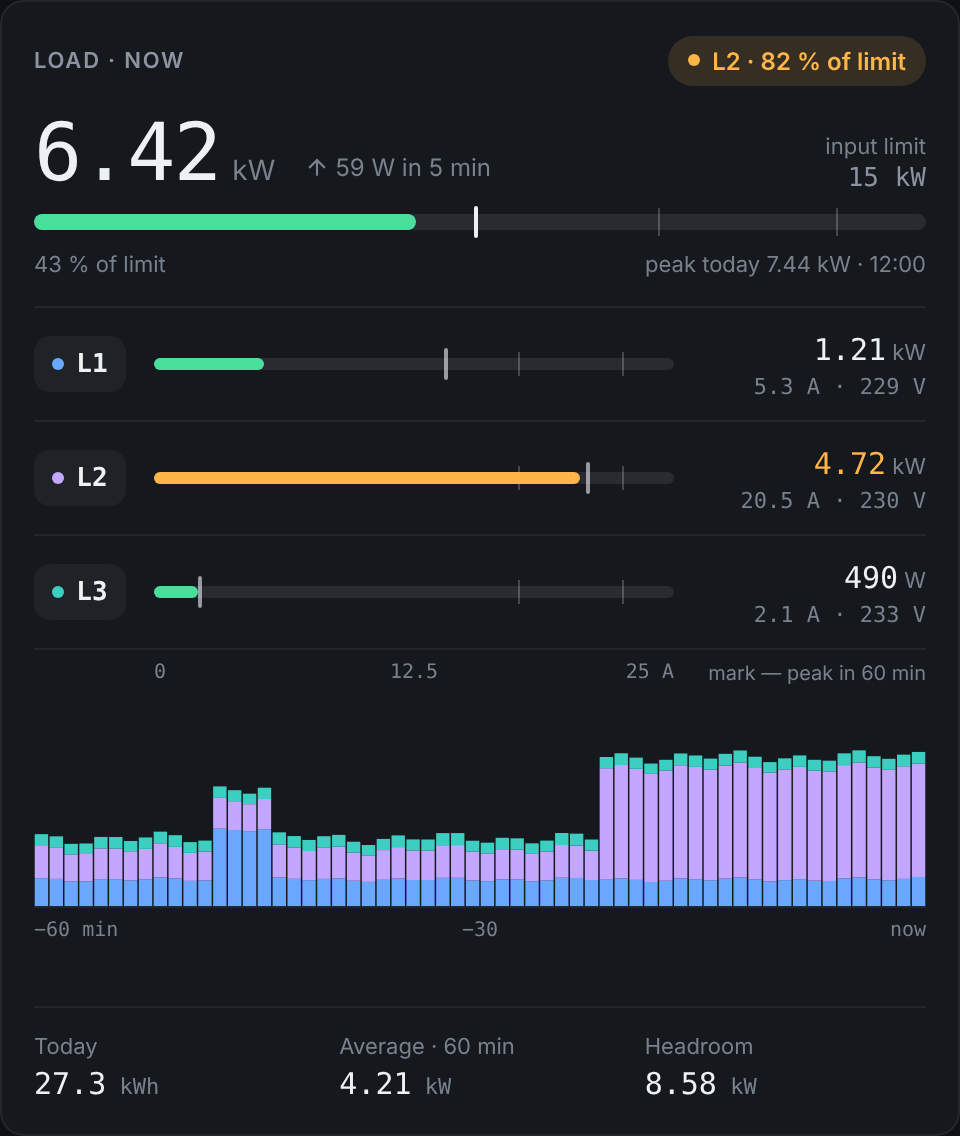 LOAD · NOW
L2 · 82 % of limit
6.42 kW ↑ 59 W in 5 min
input limit
15 kW
43 % of limit
peak today 7.44 kW · 12:00
L1
1.21 kW
5.3 A · 229 V
L2
4.72 kW
20.5 A · 230 V
L3
490 W
2.1 A · 233 V
0 12.5 25 A mark — peak in 60 min
−60 min −30 now
Today Average · 60 min Headroom
27.3 kWh 4.21 kW 8.58 kW